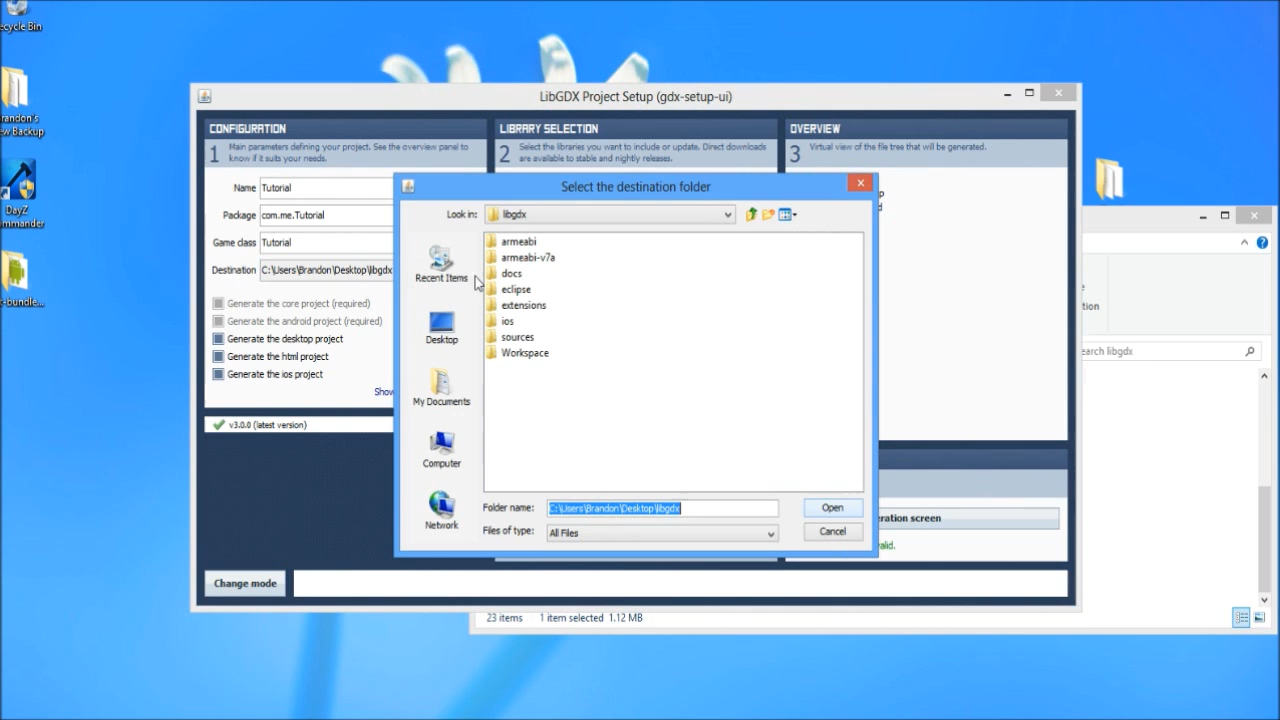 ecycle Bin
randon's
ew Backup
DayZ
mmander
t-bundle...
LibGDX Project Setup (gdx-setup-ui)
CONFIGURATION
1 Main parameters defining your project. See the overview panel to
know if it suits your needs.
Name Tutorial
Package com.me.Tutorial
Game class Tutorial
Destination C:\Users\Brandon\Desktop\libgdx
Generate the core project (required)
Generate the android project (required)
Generate the desktop project
Generate the html project
Generate the ios project
Show
v3.0.0 (latest version)
Change mode
LIBRARY SELECTION
2 Select the libraries you want to include or update. Direct downloads
are available to stable and nightly releases.
OVERVIEW
3 Virtual view of the file tree that will be generated.
d
eration screen
alid.
Select the destination folder
Look in: libgdx
Recent Items
Desktop
My Documents
Computer
Network
armeabi
armeabi-v7a
docs
eclipse
extensions
ios
sources
Workspace
Folder name: C:\Users\Brandon\Desktop\libgdx
Open
Files of type: All Files
Cancel
e
tion
earch libgdx
23 items 1 item selected 1.12 MB